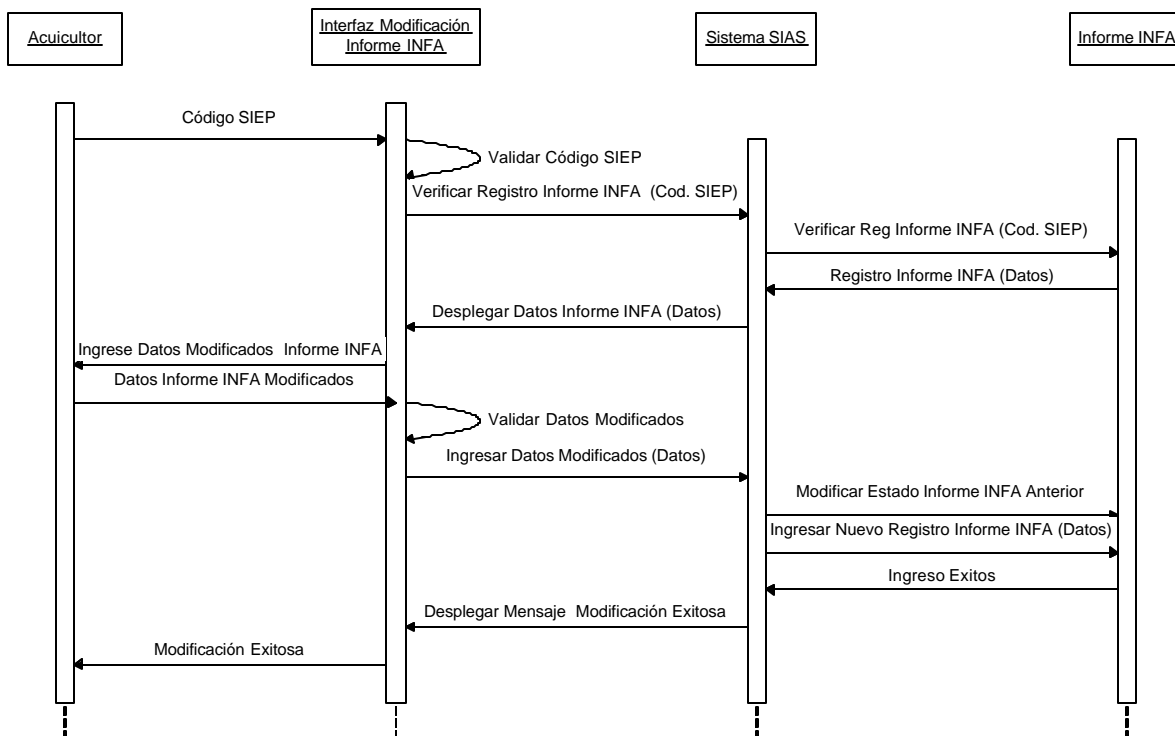 Acuicultor
Interfaz Modificación
Informe INFA
Sistema SIAS
Informe INFA
Código SIEP
Validar Código SIEP
Verificar Registro Informe INFA (Cod. SIEP)
Verificar Reg Informe INFA (Cod. SIEP)
Registro Informe INFA (Datos)
Desplegar Datos Informe INFA (Datos)
Ingrese Datos Modificados Informe INFA
Datos Informe INFA Modificados
Validar Datos Modificados
Ingresar Datos Modificados (Datos)
Modificar Estado Informe INFA Anterior
Ingresar Nuevo Registro Informe INFA (Datos)
Ingreso Exitos
Desplegar Mensaje Modificación Exitosa
Modificación Exitosa